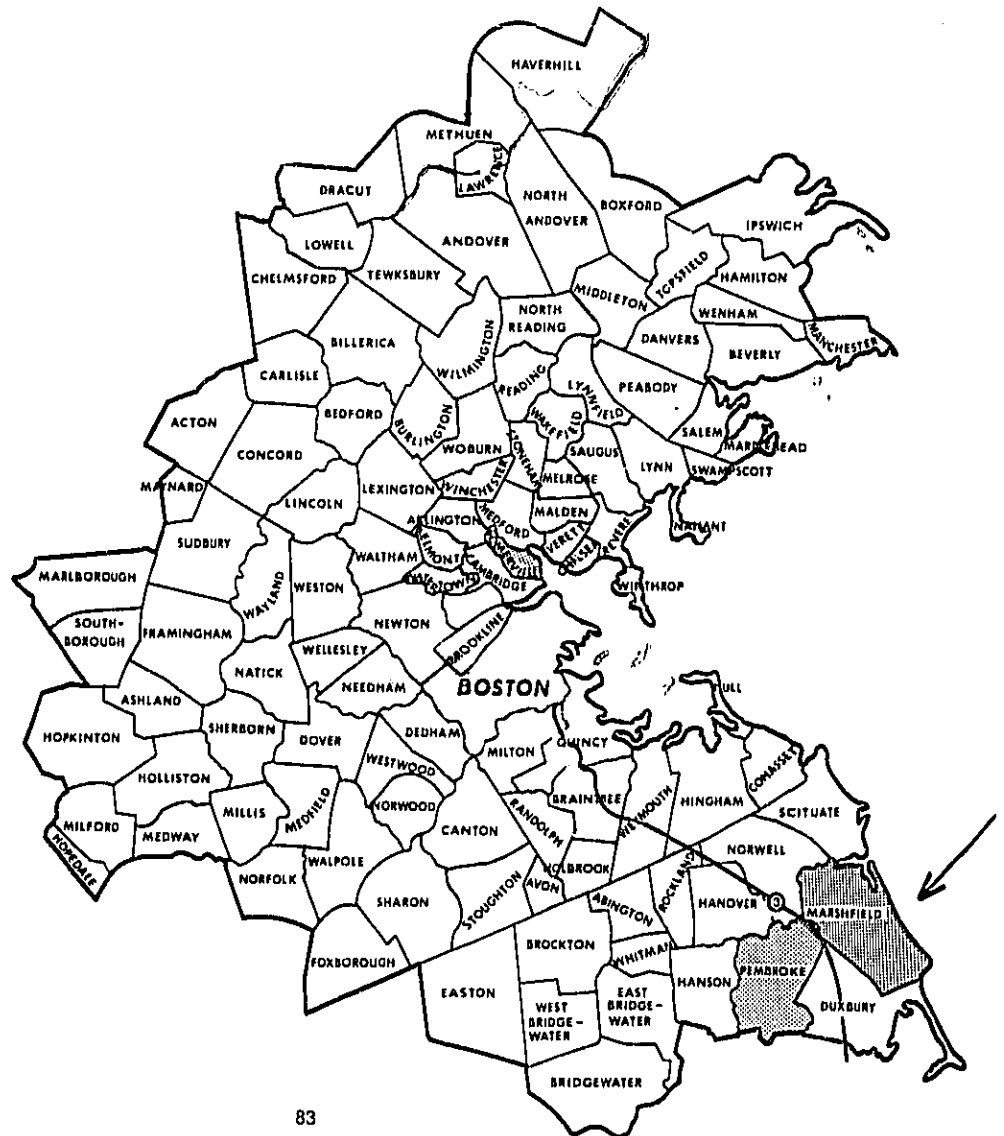 HAVERHILL
METHUEN
LAWRENCE
DRACUT
NORTH
ANDOVER
BOXFORD
IPSWICH
LOWELL
ANDOVER
CHELMSFORD
TEWKSBURY
TOPSFIELD
HAMILTON
MIDDLETON
WENHAM
NORTH
READING
DANVERS
MANCHESTER
BILLERICA
WILMINGTON
BEVERLY
CARLISLE
READING
LYNNFIELD
PEABODY
BEDFORD
BURLINGTON
WAKEFIELD
ACTON
WOBURN
STONEHAM
SAUGUS
SALEM
CONCORD
LYNN
SWAMPSCOTT
MELROSE
MAYNARD
LINCOLN
LEXINGTON
WINCHESTER
MALDEN
MEDFORD
ARLINGTON
NAHANT
EVERETT
REVERE
CHELSEA
SUDBURY
WALTHAM
BELMONT
SOMERVILLE
WATERTOWN
CAMBRIDGE
WINTHROP
MARLBOROUGH
WAYLAND
WESTON
SOUTH-
BOROUGH
FRAMINGHAM
NEWTON
BROOKLINE
WELLESLEY
NATICK
NEEDHAM
BOSTON
ULL
ASHLAND
HOPKINTON
SHERBORN
DOVER
DEDHAM
WESTWOOD
MILTON
QUINCY
COHASSET
HOLLISTON
MILLIS
MEDFIELD
NORWOOD
CANTON
RANDOLPH
BRAINTREE
WEYMOUTH
HINGHAM
SCITUATE
MILFORD
MEDWAY
HOPEDALE
NORFOLK
WALPOLE
SHARON
STOUGHTON
AVON
HOLBROOK
NORWELL
ROCKLAND
ABINGTON
HANOVER
3
MARSHFIELD
FOXBOROUGH
BROCKTON
WHITMAN
EASTON
HANSON
PEMBROKE
WEST
BRIDGE-
WATER
EAST
BRIDGE-
WATER
DUXBURY
BRIDGEWATER
83